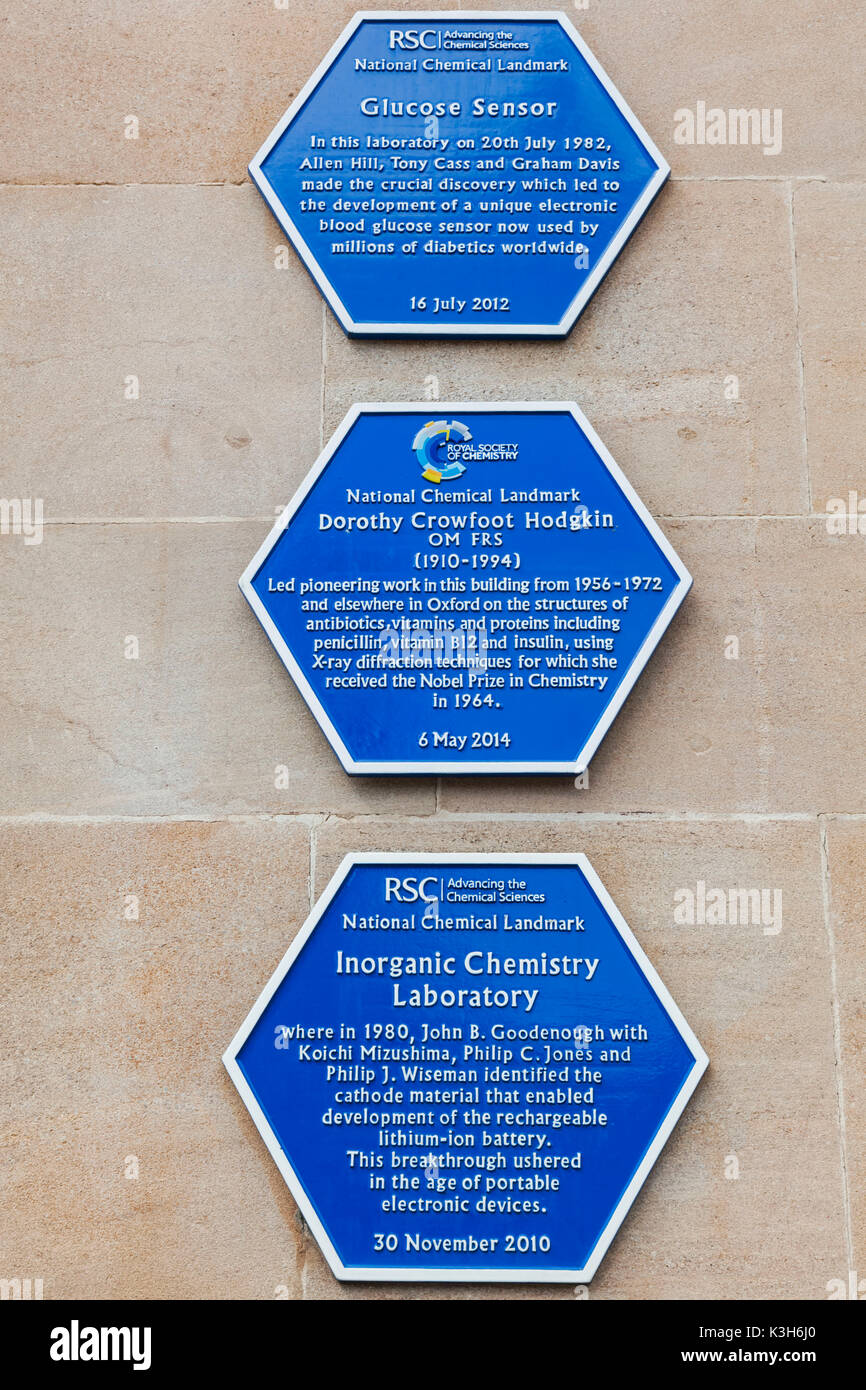 RSC | Advancing the
Chemical Sciences
National Chemical Landmark
Glucose Sensor
In this laboratory on 20th July 1982,
Allen Hill, Tony Cass and Graham Davis
made the crucial discovery which led to
the development of a unique electronic
blood glucose sensor now used by
millions of diabetics worldwide.
16 July 2012
ROYAL SOCIETY
OF CHEMISTRY
National Chemical Landmark
Dorothy Crowfoot Hodgkin
OM FRS
(1910-1994)
Led pioneering work in this building from 1956-1972
and elsewhere in Oxford on the structures of
antibiotics, vitamins and proteins including
penicillin, vitamin B12 and insulin, using
X-ray diffraction techniques for which she
received the Nobel Prize in Chemistry
in 1964.
6 May 2014
RSC | Advancing the
Chemical Sciences
National Chemical Landmark
Inorganic Chemistry
Laboratory
where in 1980, John B. Goodenough with
Koichi Mizushima, Philip C. Jones and
Philip J. Wiseman identified the
cathode material that enabled
development of the rechargeable
lithium-ion battery.
This breakthrough ushered
in the age of portable
electronic devices.
30 November 2010
alamy stock photo
K3H6J0
www.alamy.com